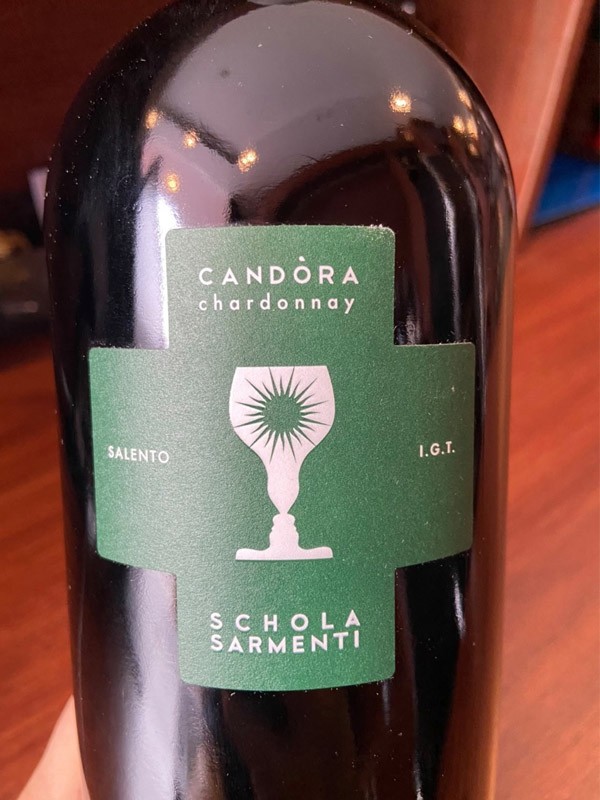 CANDÒRA
chardonnay
SALENTO
I.G.T.
SCHOLA
SARMENTI